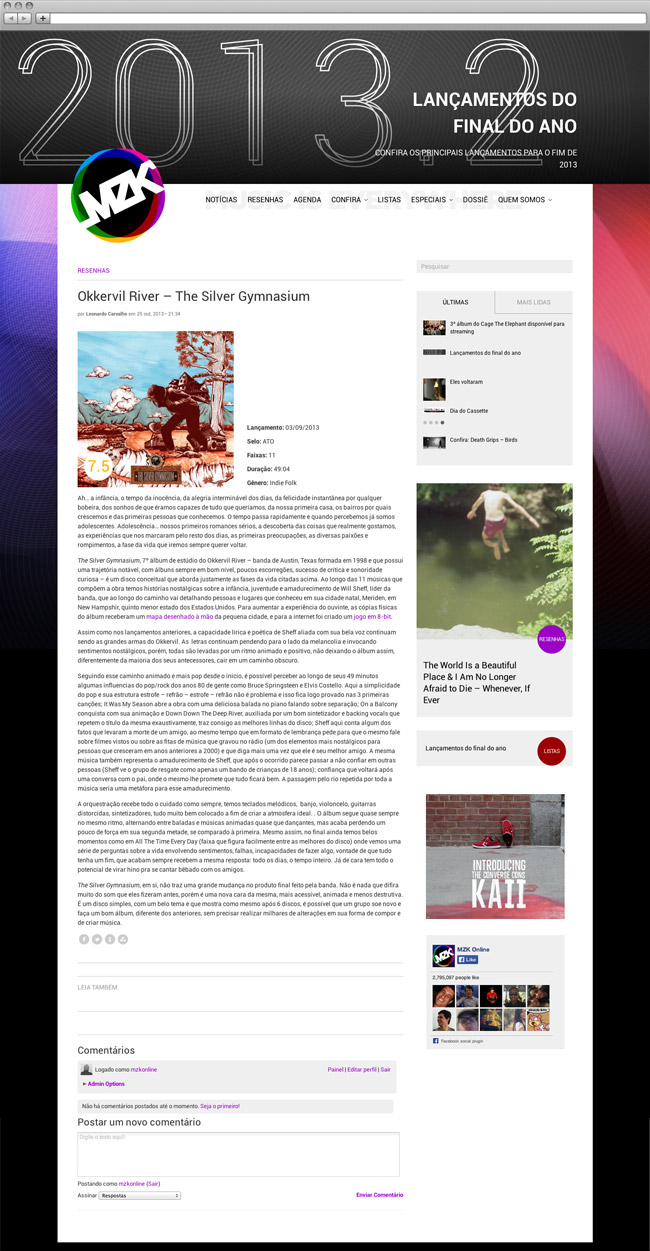 2013.2
LANÇAMENTOS DO
FINAL DO ANO
CONFIRA OS PRINCIPAIS LANÇAMENTOS PARA O FIM DE
2013
MZK
MUSIC IS EVERYWHERE
NOTÍCIAS RESENHAS AGENDA CONFIRA LISTAS ESPECIAIS DOSSIÊ QUEM SOMOS
RESENHAS
Okkervil River – The Silver Gymnasium
por Leonardo Carvalho em 25 out, 2013 • 21:34
7.5
THE SILVER GYMNASIUM
Lançamento: 03/09/2013
Selo: ATO
Faixas: 11
Duração: 49:04
Gênero: Indie Folk
Ah... a infância, o tempo da inocência, da alegria interminável dos dias, da felicidade instantânea por qualquer
bobeira, dos sonhos de que éramos capazes de tudo que queríamos, da nossa primeira casa, os bairros por quais
crescemos e das primeiras pessoas que conhecemos. O tempo passa rapidamente e quando percebemos já somos
adolescentes. Adolescência... nossos primeiros romances sérios, a descoberta das coisas que realmente gostamos,
as experiências que nos marcaram pelo resto dos dias, as primeiras preocupações, as diversas paixões e
rompimentos, a fase da vida que iremos sempre querer voltar.
The Silver Gymnasium, 7º álbum de estúdio do Okkervil River – banda de Austin, Texas formada em 1998 e que possui
uma trajetória notável, com álbuns sempre em bom nível, poucos escorregões, sucesso de crítica e sonoridade
curiosa – é um disco conceitual que aborda justamente as fases da vida citadas acima. Ao longo das 11 músicas que
compõem a obra temos histórias nostálgicas sobre a infância, juventude e amadurecimento de Will Sheff, líder da
banda, que ao longo do caminho vai detalhando pessoas e lugares que conheceu em sua cidade natal, Meriden, em
New Hampshir, quinto menor estado dos Estados Unidos. Para aumentar a experiência do ouvinte, as cópias físicas
do álbum receberam um mapa desenhado à mão da pequena cidade, e para a internet foi criado um jogo em 8-bit.
Assim como nos lançamentos anteriores, a capacidade lírica e poética de Sheff aliada com sua bela voz continuam
sendo as grandes armas do Okkervil. As letras continuam pendendo para o lado da melancolia e invocando
sentimentos nostálgicos, porém, todas são levadas por um ritmo animado e positivo, não deixando o álbum assim,
diferentemente da maioria dos seus antecessores, cair em um caminho obscuro.
Seguindo esse caminho animado e mais pop desde o início, é possível perceber ao longo de seus 49 minutos
algumas influencias do pop/rock dos anos 80 de gente como Bruce Springsteen e Elvis Costello. Aqui a simplicidade
do pop e sua estrutura estrofe – refrão – estrofe – refrão não é problema e isso fica logo provado nas 3 primeiras
canções; It Was My Season abre a obra com uma deliciosa balada no piano falando sobre separação; On a Balcony
conquista com sua animação e Down Down The Deep River, auxiliada por um bom sintetizador e backing vocals que
repetem o título da mesma exaustivamente, traz consigo as melhores linhas do disco; Sheff aqui conta algum dos
fatos que levaram a morte de um amigo, ao mesmo tempo que em formato de lembrança pede para que o mesmo fale
sobre filmes vistos ou sobre as fitas de música que gravou no rádio (um dos elementos mais nostálgicos para
pessoas que cresceram em anos anteriores a 2000) e que diga mais uma vez que ele é seu melhor amigo. A mesma
música também representa o amadurecimento de Sheff, que após o ocorrido parece passar a não confiar em outras
pessoas (Sheff ve o grupo de resgate como apenas um bando de crianças de 18 anos); confiança que voltará após
uma conversa com o pai, onde o mesmo lhe promete que tudo ficará bem. A passagem pelo rio repetida por toda a
música seria uma metáfora para esse amadurecimento.
A orquestração recebe todo o cuidado como sempre, temos teclados melódicos, banjo, violoncelo, guitarras
distorcidas, sintetizadores, tudo muito bem colocado a fim de criar a atmosfera ideal. . O álbum segue quase sempre
no mesmo ritmo, alternando entre baladas e músicas animadas quase que dançantes, mas acaba perdendo um
pouco de força em sua segunda metade, se comparado à primeira. Mesmo assim, no final ainda temos belos
momentos como em All The Time Every Day (faixa que figura facilmente entre as melhores do disco) onde vemos uma
série de perguntas sobre a vida envolvendo sentimentos, falhas, incapacidades de fazer algo, vontade de que tudo
tenha um fim, que acabam sempre recebem a mesma resposta: todo os dias, o tempo inteiro. Já de cara tem todo o
potencial de virar hino pra se cantar bêbado com os amigos.
The Silver Gymnasium, em si, não traz uma grande mudança no produto final feito pela banda. Não é nada que difira
muito do som que eles fizeram antes, porém é uma nova cara da mesma, mais acessível, animada e menos destrutiva.
É um disco simples, com um belo tema e que mostra como mesmo após 6 discos, é possível que um grupo soe novo e
faça um bom álbum, diferente dos anteriores, sem precisar realizar milhares de alterações em sua forma de compor e
de criar música.
LEIA TAMBÉM
Comentários
Logado como mzkonline Painel | Editar perfil | Sair
Admin Options
Não há comentários postados até o momento. Seja o primeiro!
Postar um novo comentário
Digite o texto aqui!
Postando como mzkonline (Sair)
Assinar Respostas Enviar Comentário
Pesquisar
ÚLTIMAS MAIS LIDAS
3ª álbum do Cage The Elephant disponível para
streaming
Lançamentos do final do ano
Eles voltaram
Dia do Cassette
Confira: Death Grips – Birds
RESENHAS
The World Is a Beautiful
Place & I Am No Longer
Afraid to Die – Whenever, If
Ever
Lançamentos do final do ano
LISTAS
INTRODUCING
THE CONVERSE CONS
KAII
MZK Online
Like
2,795,097 people like
Facebook social plugin